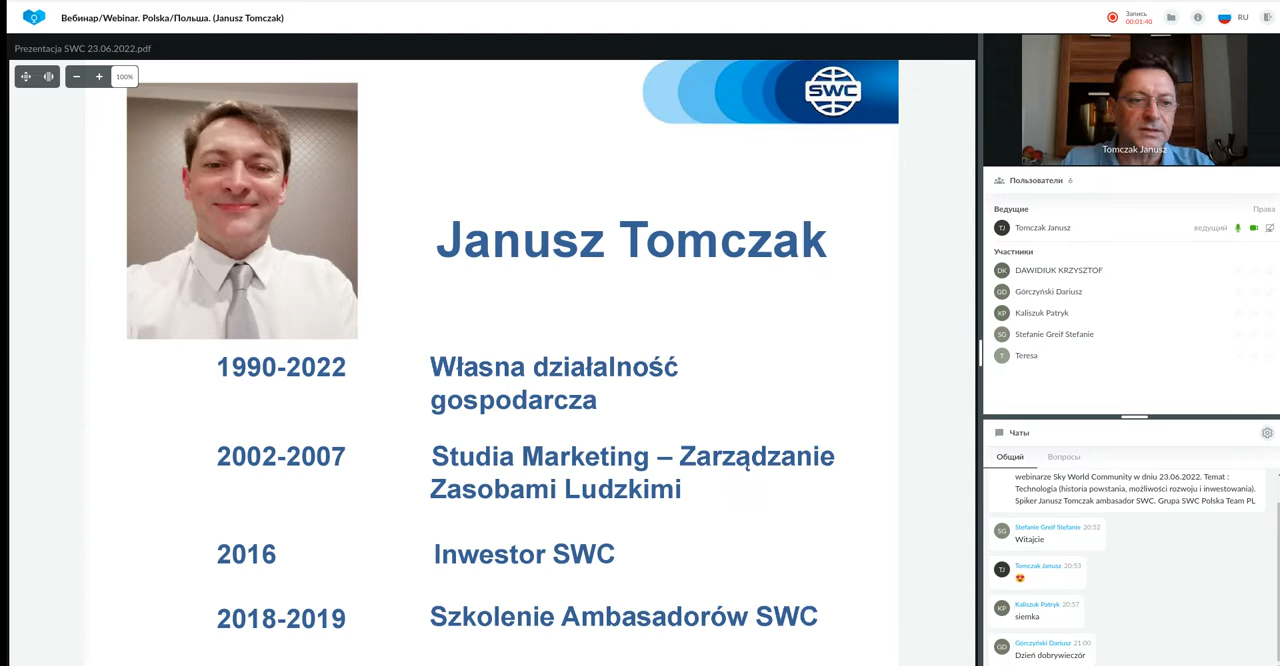 Вебинар/Webinar. Polska/Польша. (Janusz Tomczak)
Запись
00:01:40
RU
Prezentacja SWC 23.06.2022.pdf
100%
SWC
Janusz Tomczak
1990-2022 Własna działalność
gospodarcza
2002-2007 Studia Marketing – Zarządzanie
Zasobami Ludzkimi
2016 Inwestor SWC
2018-2019 Szkolenie Ambasadorów SWC
Tomczak Janusz
Пользователи 6
Ведущие Права
TJ Tomczak Janusz ведущий
Участники
DK DAWIDIUK KRZYSZTOF
GD Górczyński Dariusz
KP Kaliszuk Patryk
SG Stefanie Greif Stefanie
T Teresa
Чаты
Общий Вопросы
webinarze Sky World Community w dniu 23.06.2022. Temat :
Technologia (historia powstania, możliwości rozwoju i inwestowania).
Spiker Janusz Tomczak ambasador SWC. Grupa SWC Polska Team PL
SG Stefanie Greif Stefanie 20:52
Witajcie
TJ Tomczak Janusz 20:53
😍
KP Kaliszuk Patryk 20:57
siemka
GD Górczyński Dariusz 21:00
Dzień dobrywieczór